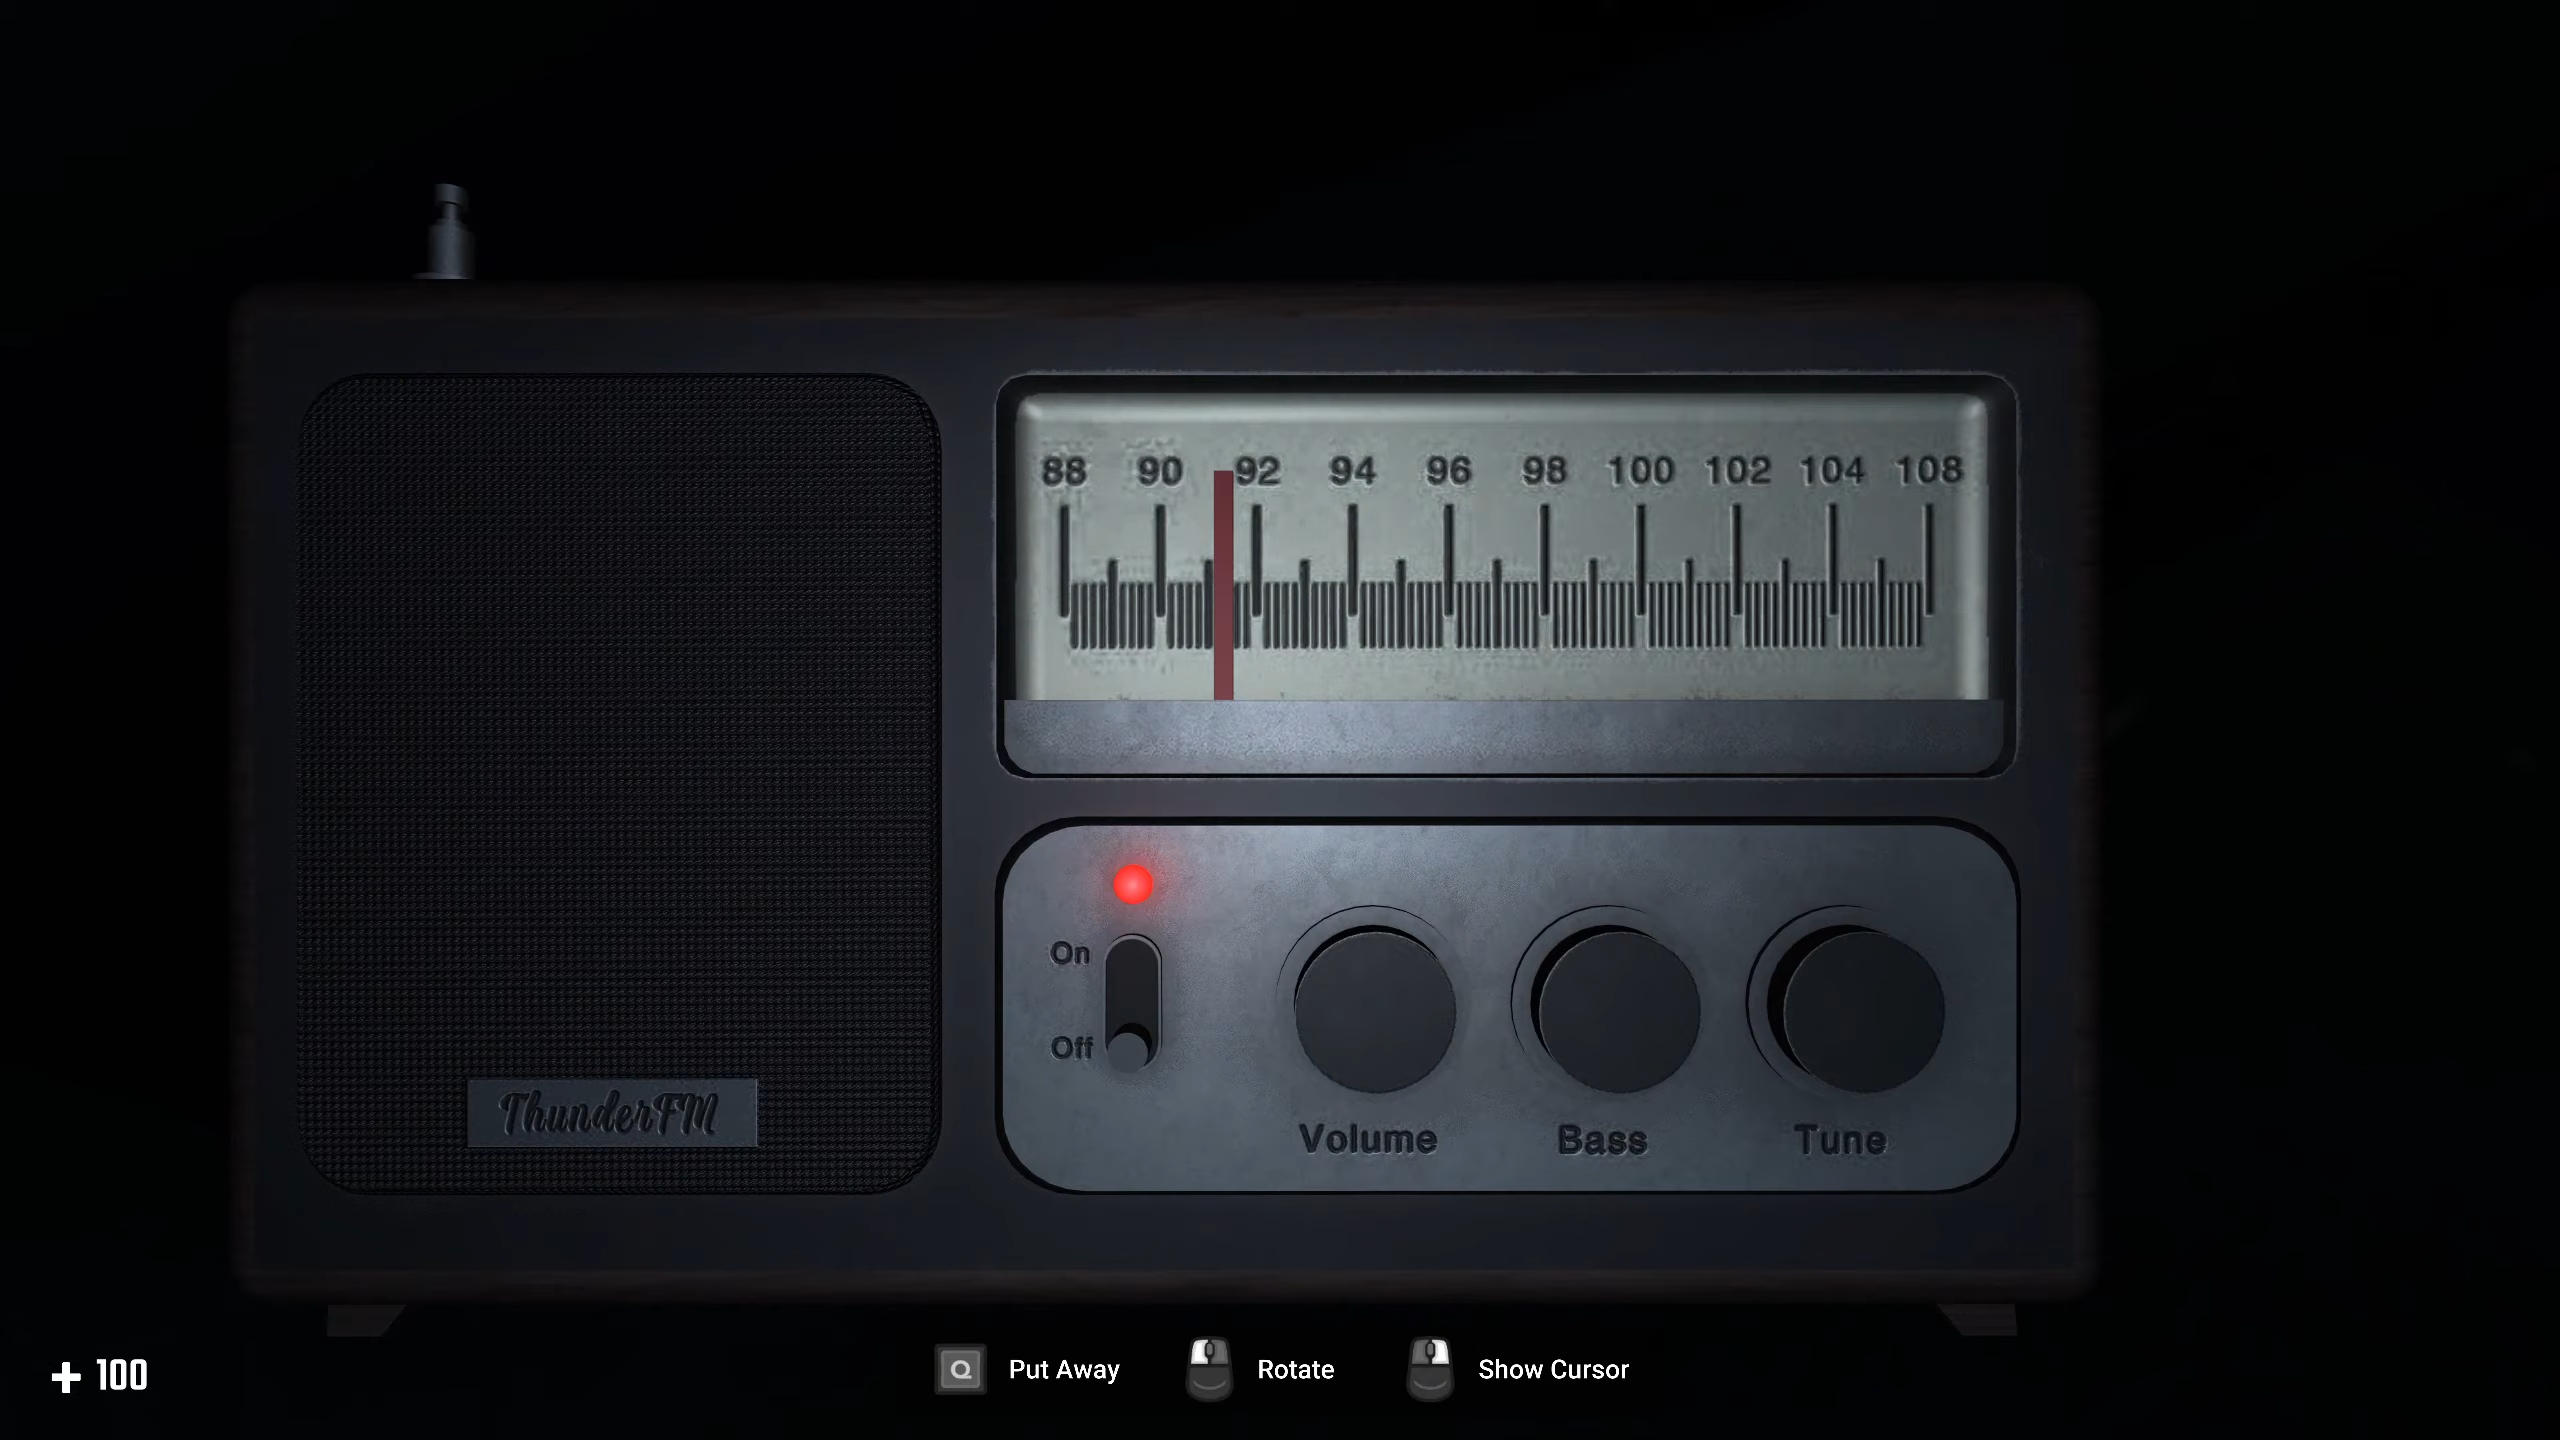 88 90 92 94 96 98 100 102 104 108
On
Off
Volume Bass Tune
ThunderFM
100
Q Put Away Rotate Show Cursor